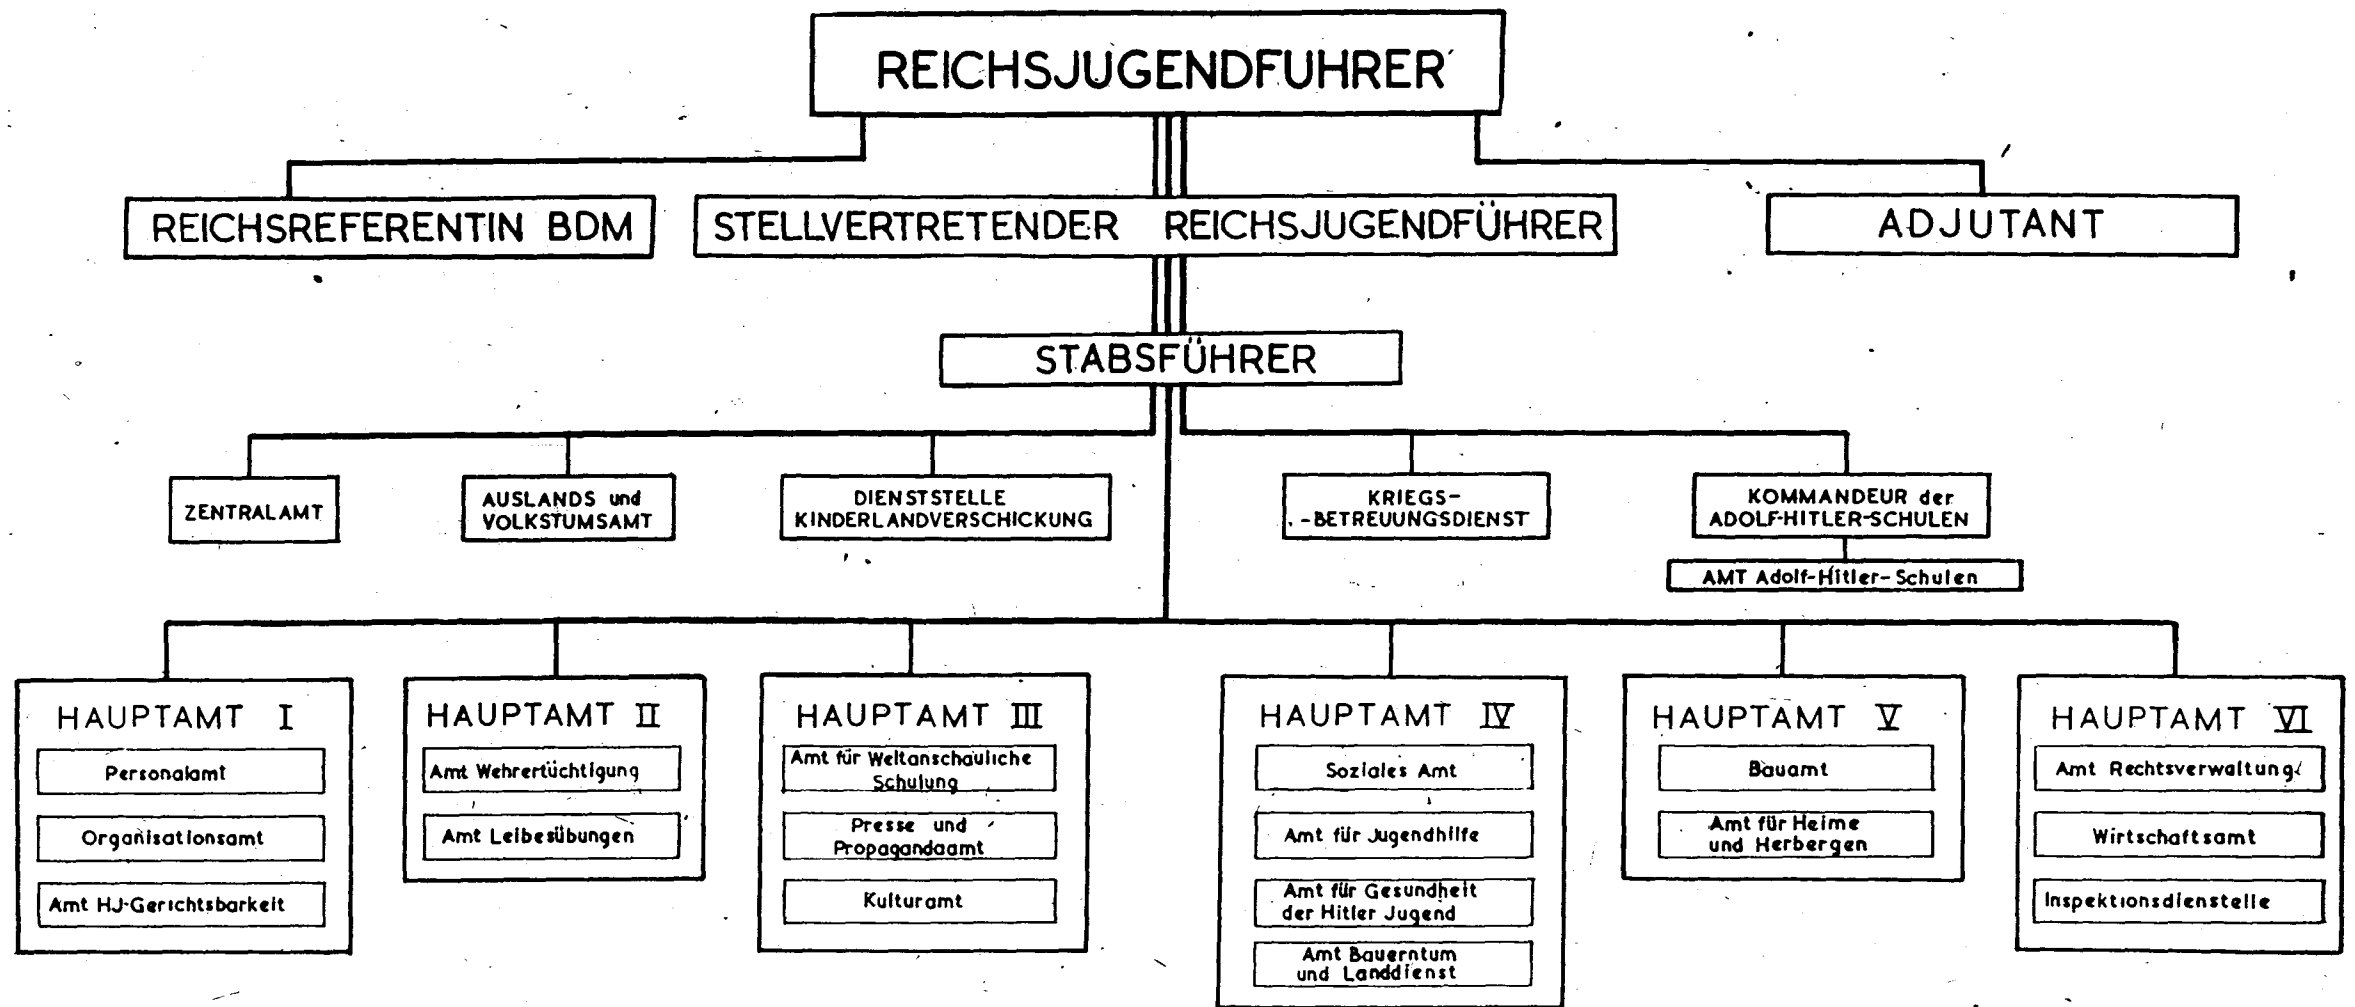 REICHSJUGENDFUHRER
REICHSREFERENTIN BDM
STELLVERTRETENDER REICHSJUGENDFÜHRER
ADJUTANT
STABSFÜHRER
ZENTRALAMT
AUSLANDS und
VOLKSTUMSAMT
DIENSTSTELLE
KINDERLANDVERSCHICKUNG
KRIEGS-
-BETREUUNGSDIENST
KOMMANDEUR der
ADOLF-HITLER-SCHULEN
AMT Adolf-Hitler-Schulen
HAUPTAMT I
Personalamt
Organisationsamt
Amt HJ-Gerichtsbarkeit
HAUPTAMT II
Amt Wehrertüchtigung
Amt Leibesübungen
HAUPTAMT III
Amt für Weltanschauliche
Schulung
Presse und
Propagandaamt
Kulturamt
HAUPTAMT IV
Soziales Amt
Amt für Jugendhilfe
Amt für Gesundheit
der Hitler Jugend
Amt Bauerntum
und Landdienst
HAUPTAMT V
Bauamt
Amt für Heime
und Herbergen
HAUPTAMT VI
Amt Rechtsverwaltung
Wirtschaftsamt
Inspektionsdienstelle